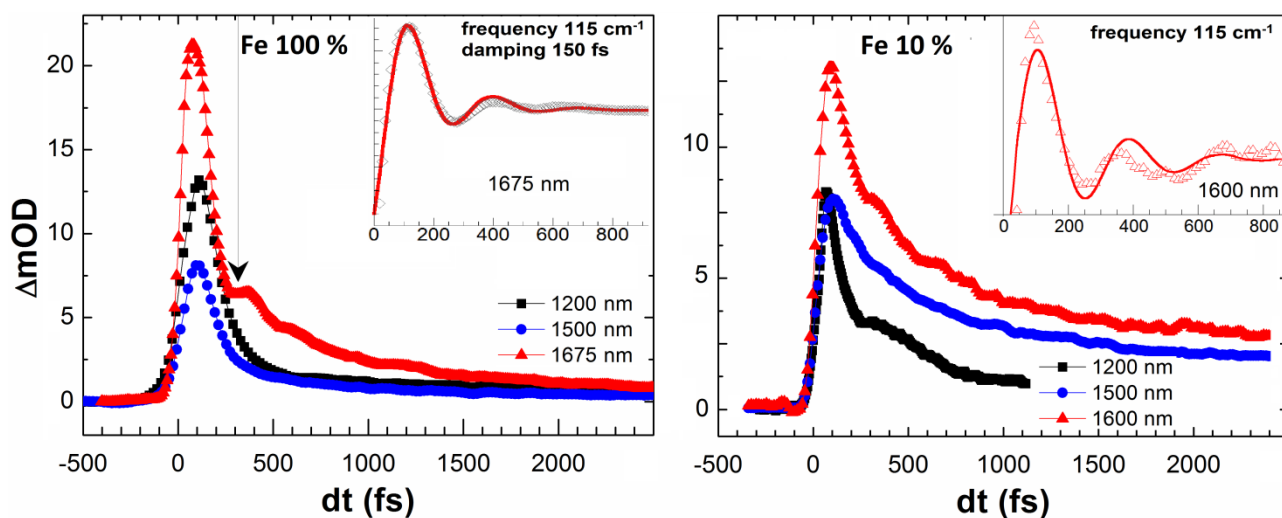 Fe 100 %
frequency 115 cm⁻¹
damping 150 fs
1675 nm
0 200 400 600 800
20
15
10
5
0
ΔmOD
1200 nm
1500 nm
1675 nm
-500 0 500 1000 1500 2000
dt (fs)
Fe 10 %
frequency 115 cm⁻¹
1600 nm
0 200 400 600 800
10
5
0
1200 nm
1500 nm
1600 nm
-500 0 500 1000 1500 2000
dt (fs)